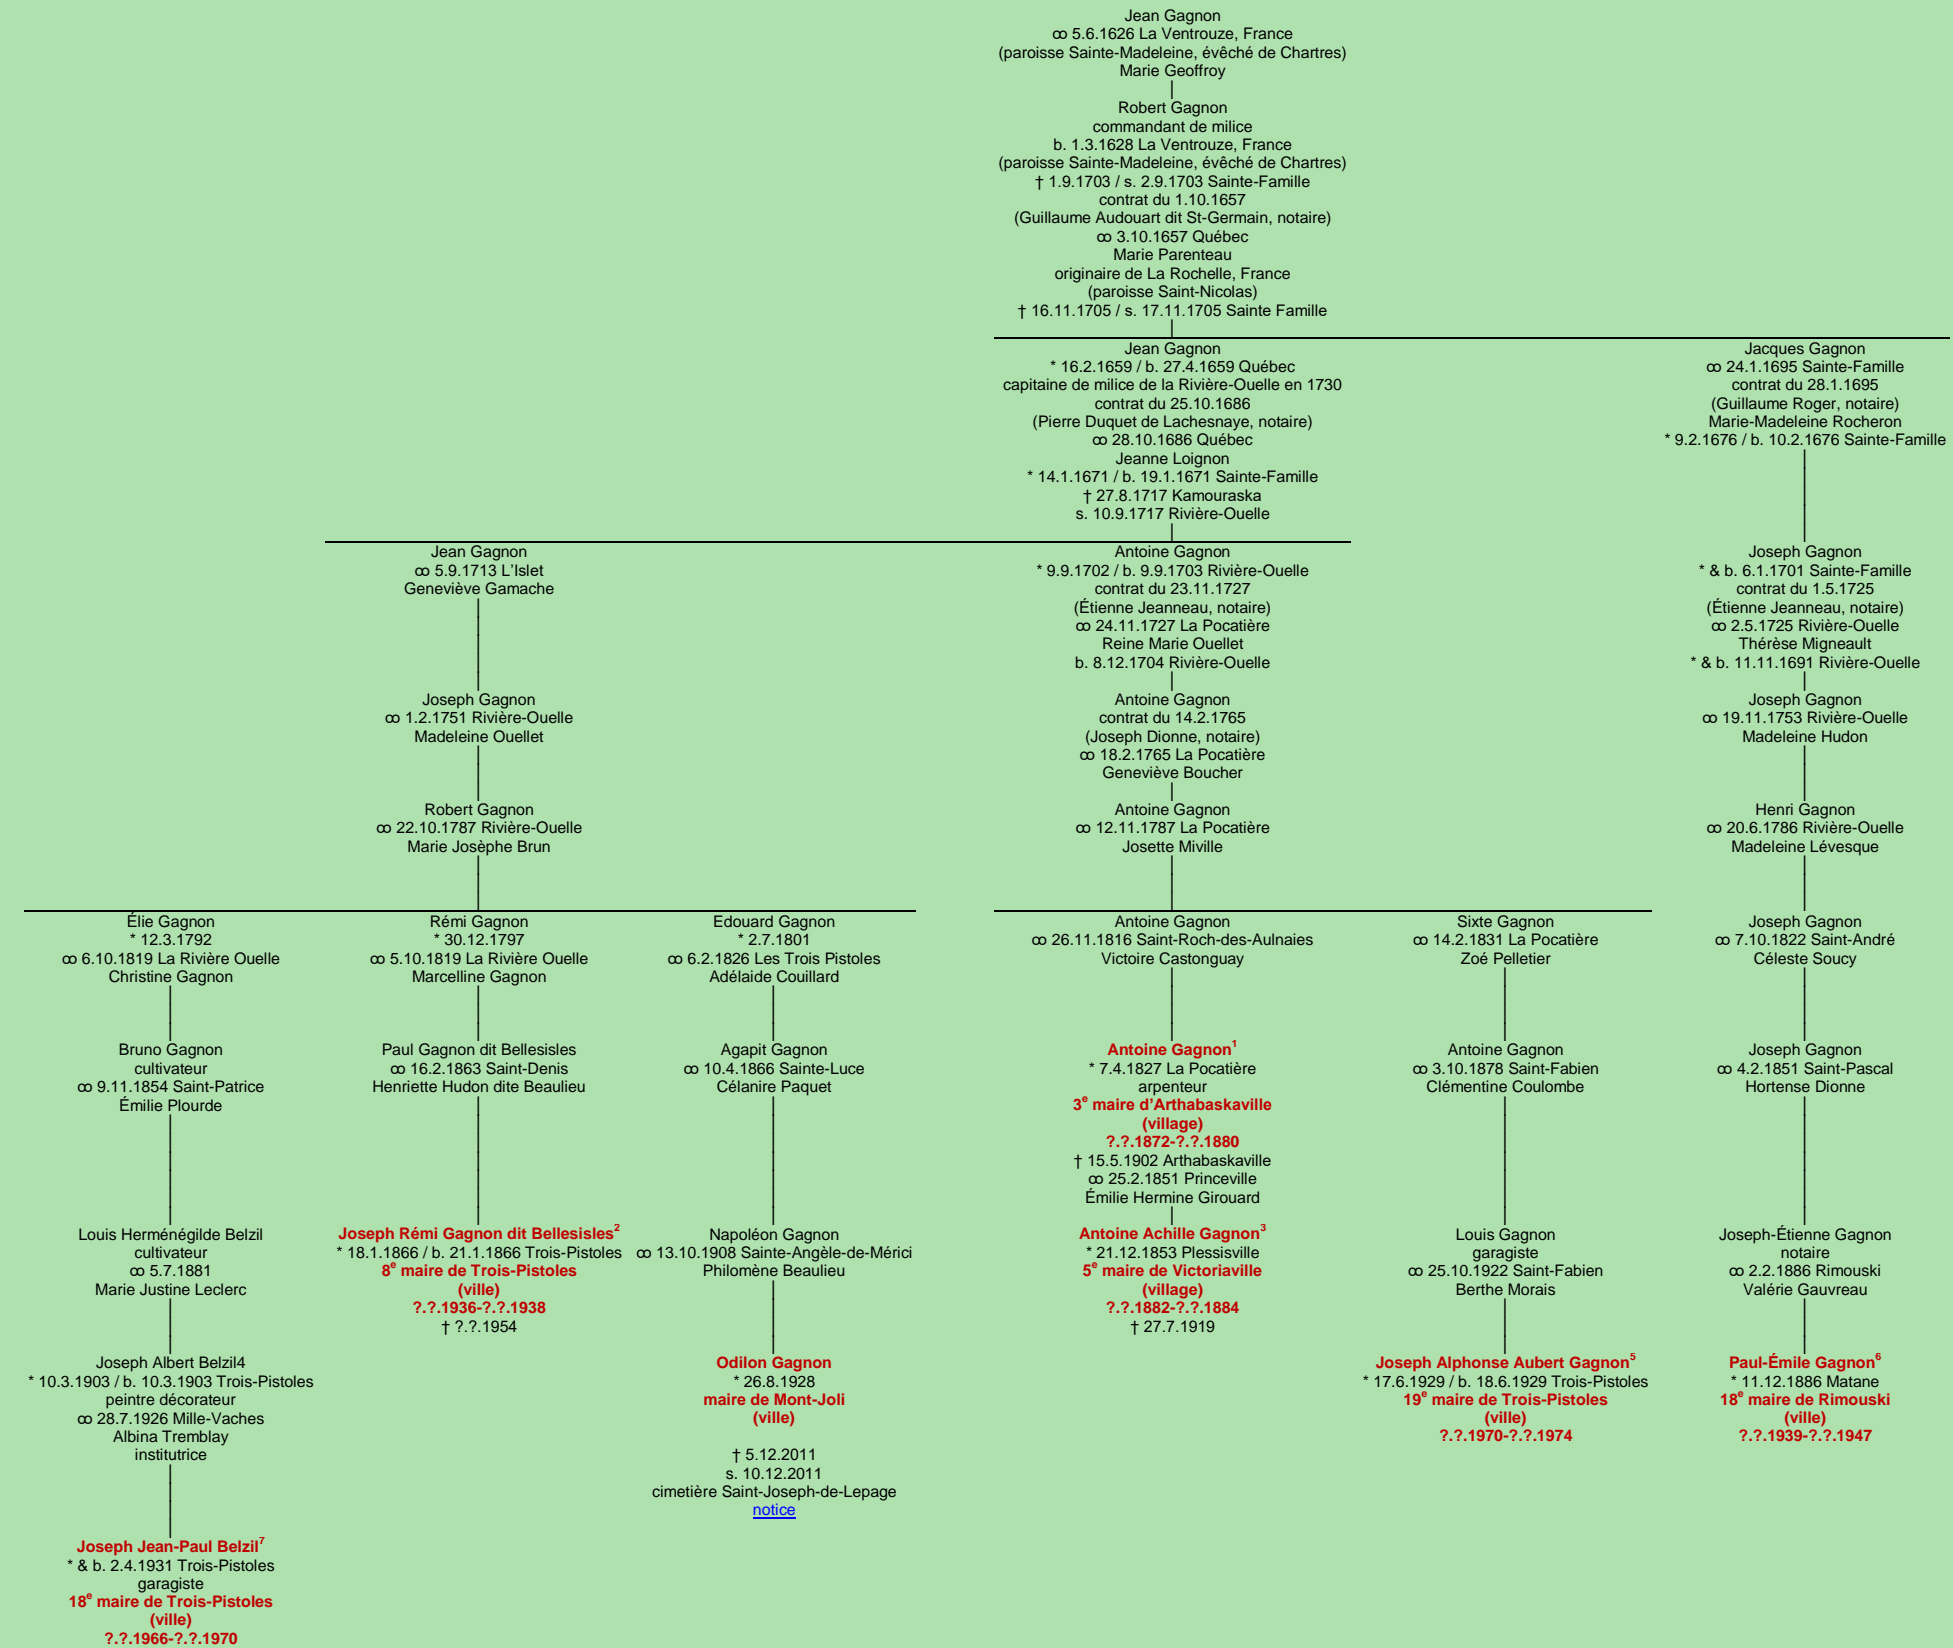 Jean Gagnon
ꝏ 5.6.1626 La Ventrouze, France
(paroisse Sainte-Madeleine, évêché de Chartres)
Marie Geoffroy
Robert Gagnon
commandant de milice
b. 1.3.1628 La Ventrouze, France
(paroisse Sainte-Madeleine, évêché de Chartres)
† 1.9.1703 / s. 2.9.1703 Sainte-Famille
contrat du 1.10.1657
(Guillaume Audouart dit St-Germain, notaire)
ꝏ 3.10.1657 Québec
Marie Parenteau
originaire de La Rochelle, France
(paroisse Saint-Nicolas)
† 16.11.1705 / s. 17.11.1705 Sainte Famille
Jean Gagnon
* 16.2.1659 / b. 27.4.1659 Québec
capitaine de milice de la Rivière-Ouelle en 1730
contrat du 25.10.1686
(Pierre Duquet de Lachesnaye, notaire)
ꝏ 28.10.1686 Québec
Jeanne Loignon
* 14.1.1671 / b. 19.1.1671 Sainte-Famille
† 27.8.1717 Kamouraska
s. 10.9.1717 Rivière-Ouelle
Jacques Gagnon
ꝏ 24.1.1695 Sainte-Famille
contrat du 28.1.1695
(Guillaume Roger, notaire)
Marie-Madeleine Rocheron
* 9.2.1676 / b. 10.2.1676 Sainte-Famille
Jean Gagnon
ꝏ 5.9.1713 L'Islet
Geneviève Gamache
Antoine Gagnon
* 9.9.1702 / b. 9.9.1703 Rivière-Ouelle
contrat du 23.11.1727
(Étienne Jeanneau, notaire)
ꝏ 24.11.1727 La Pocatière
Reine Marie Ouellet
b. 8.12.1704 Rivière-Ouelle
Joseph Gagnon
* & b. 6.1.1701 Sainte-Famille
contrat du 1.5.1725
(Étienne Jeanneau, notaire)
ꝏ 2.5.1725 Rivière-Ouelle
Thérèse Migneault
* & b. 11.11.1691 Rivière-Ouelle
Joseph Gagnon
ꝏ 1.2.1751 Rivière-Ouelle
Madeleine Ouellet
Antoine Gagnon
contrat du 14.2.1765
(Joseph Dionne, notaire)
ꝏ 18.2.1765 La Pocatière
Geneviève Boucher
Joseph Gagnon
ꝏ 19.11.1753 Rivière-Ouelle
Madeleine Hudon
Robert Gagnon
ꝏ 22.10.1787 Rivière-Ouelle
Marie Josèphe Brun
Antoine Gagnon
ꝏ 12.11.1787 La Pocatière
Josette Miville
Henri Gagnon
ꝏ 20.6.1786 Rivière-Ouelle
Madeleine Lévesque
Élie Gagnon
* 12.3.1792
ꝏ 6.10.1819 La Rivière Ouelle
Christine Gagnon
Rémi Gagnon
* 30.12.1797
ꝏ 5.10.1819 La Rivière Ouelle
Marcelline Gagnon
Edouard Gagnon
* 2.7.1801
ꝏ 6.2.1826 Les Trois Pistoles
Adélaide Couillard
Antoine Gagnon
ꝏ 26.11.1816 Saint-Roch-des-Aulnaies
Victoire Castonguay
Sixte Gagnon
ꝏ 14.2.1831 La Pocatière
Zoé Pelletier
Joseph Gagnon
ꝏ 7.10.1822 Saint-André
Céleste Soucy
Bruno Gagnon
cultivateur
ꝏ 9.11.1854 Saint-Patrice
Émilie Plourde
Paul Gagnon dit Bellesisles
ꝏ 16.2.1863 Saint-Denis
Henriette Hudon dite Beaulieu
Agapit Gagnon
ꝏ 10.4.1866 Sainte-Luce
Célanire Paquet
Antoine Gagnon¹
* 7.4.1827 La Pocatière
arpenteur
3ᵉ maire d'Arthabaskaville
(village)
?.?.1872-?.?.1880
† 15.5.1902 Arthabaskaville
ꝏ 25.2.1851 Princeville
Émilie Hermine Girouard
Antoine Gagnon
ꝏ 3.10.1878 Saint-Fabien
Clémentine Coulombe
Joseph Gagnon
ꝏ 4.2.1851 Saint-Pascal
Hortense Dionne
Louis Herménégilde Belzil
cultivateur
ꝏ 5.7.1881
Marie Justine Leclerc
Joseph Rémi Gagnon dit Bellesisles²
* 18.1.1866 / b. 21.1.1866 Trois-Pistoles
8ᵉ maire de Trois-Pistoles
(ville)
?.?.1936-?.?.1938
† ?.?.1954
Napoléon Gagnon
ꝏ 13.10.1908 Sainte-Angèle-de-Mérici
Philomène Beaulieu
Antoine Achille Gagnon³
* 21.12.1853 Plessisville
5ᵉ maire de Victoriaville
(village)
?.?.1882-?.?.1884
† 27.7.1919
Louis Gagnon
garagiste
ꝏ 25.10.1922 Saint-Fabien
Berthe Morais
Joseph-Étienne Gagnon
notaire
ꝏ 2.2.1886 Rimouski
Valérie Gauvreau
Joseph Albert Belzil4
* 10.3.1903 / b. 10.3.1903 Trois-Pistoles
peintre décorateur
ꝏ 28.7.1926 Mille-Vaches
Albina Tremblay
institutrice
Odilon Gagnon
* 26.8.1928
maire de Mont-Joli
(ville)
† 5.12.2011
s. 10.12.2011
cimetière Saint-Joseph-de-Lepage
notice
Joseph Alphonse Aubert Gagnon⁵
* 17.6.1929 / b. 18.6.1929 Trois-Pistoles
19ᵉ maire de Trois-Pistoles
(ville)
?.?.1970-?.?.1974
Paul-Émile Gagnon⁶
* 11.12.1886 Matane
18ᵉ maire de Rimouski
(ville)
?.?.1939-?.?.1947
Joseph Jean-Paul Belzil⁷
* & b. 2.4.1931 Trois-Pistoles
garagiste
18ᵉ maire de Trois-Pistoles
(ville)
?.?.1966-?.?.1970